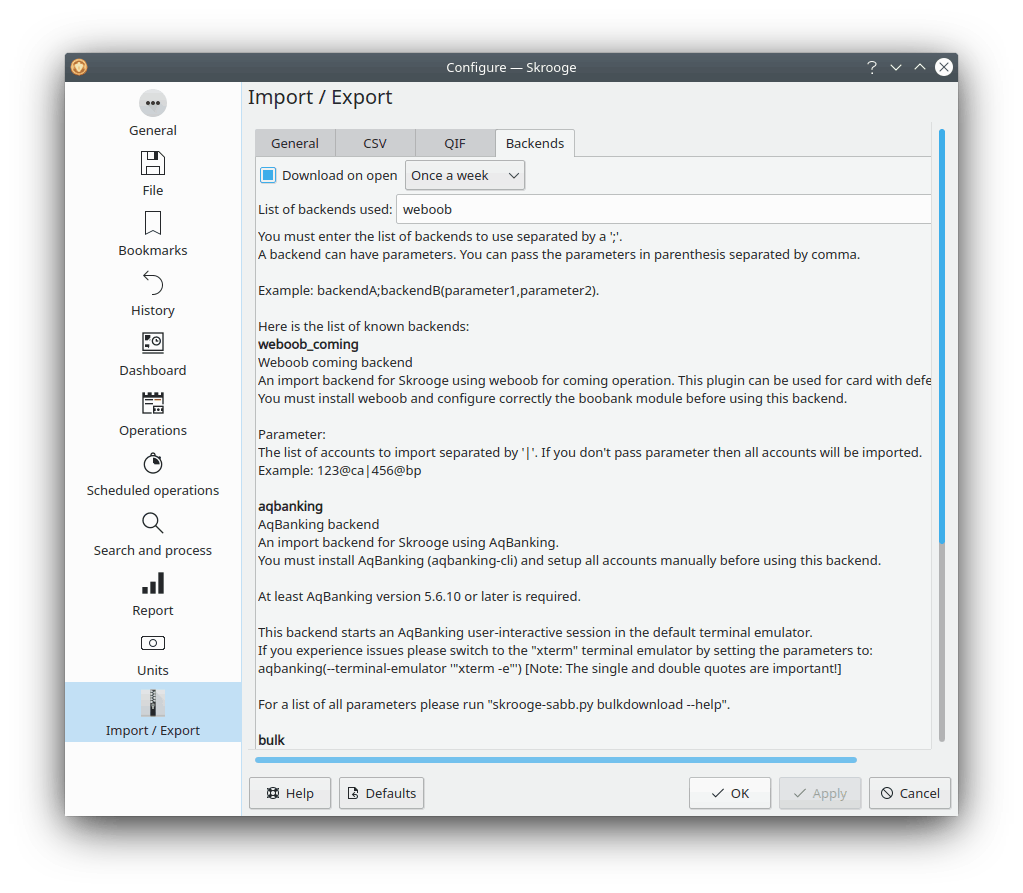 Configure — Skrooge
General
File
Bookmarks
History
Dashboard
Operations
Scheduled operations
Search and process
Report
Units
Import / Export
Import / Export
General CSV QIF Backends
Download on open Once a week
List of backends used: weboob
You must enter the list of backends to use separated by a ';'.
A backend can have parameters. You can pass the parameters in parenthesis separated by comma.
Example: backendA;backendB(parameter1,parameter2).
Here is the list of known backends:
weboob_coming
Weboob coming backend
An import backend for Skrooge using weboob for coming operation. This plugin can be used for card with defe
You must install weboob and configure correctly the boobank module before using this backend.
Parameter:
The list of accounts to import separated by '|'. If you don't pass parameter then all accounts will be imported.
Example: 123@ca|456@bp
aqbanking
AqBanking backend
An import backend for Skrooge using AqBanking.
You must install AqBanking (aqbanking-cli) and setup all accounts manually before using this backend.
At least AqBanking version 5.6.10 or later is required.
This backend starts an AqBanking user-interactive session in the default terminal emulator.
If you experience issues please switch to the "xterm" terminal emulator by setting the parameters to:
aqbanking(--terminal-emulator '"xterm -e"') [Note: The single and double quotes are important!]
For a list of all parameters please run "skrooge-sabb.py bulkdownload --help".
bulk
Help Defaults OK Apply Cancel